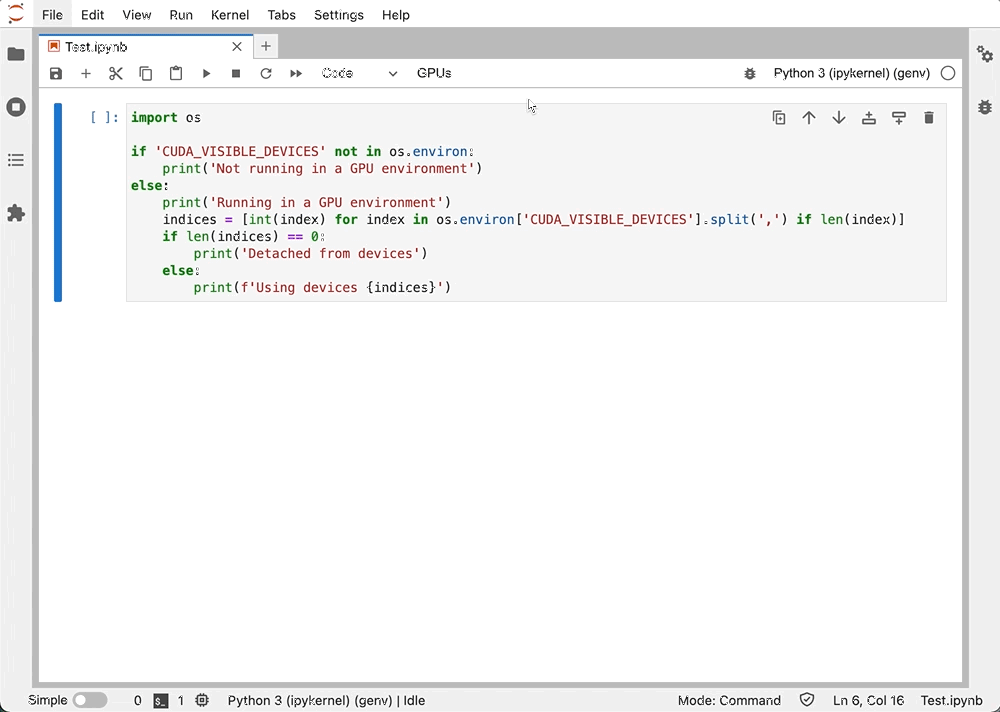 File Edit View Run Kernel Tabs Settings Help
Test.ipynb
Code GPUs Python 3 (ipykernel) (genv)
[ ]: import os
if 'CUDA_VISIBLE_DEVICES' not in os.environ:
    print('Not running in a GPU environment')
else:
    print('Running in a GPU environment')
    indices = [int(index) for index in os.environ['CUDA_VISIBLE_DEVICES'].split(',') if len(index)]
    if len(indices) == 0:
        print('Detached from devices')
    else:
        print(f'Using devices {indices}')
Simple 0 $_ 1 Python 3 (ipykernel) (genv) | Idle Mode: Command Ln 6, Col 16 Test.ipynb